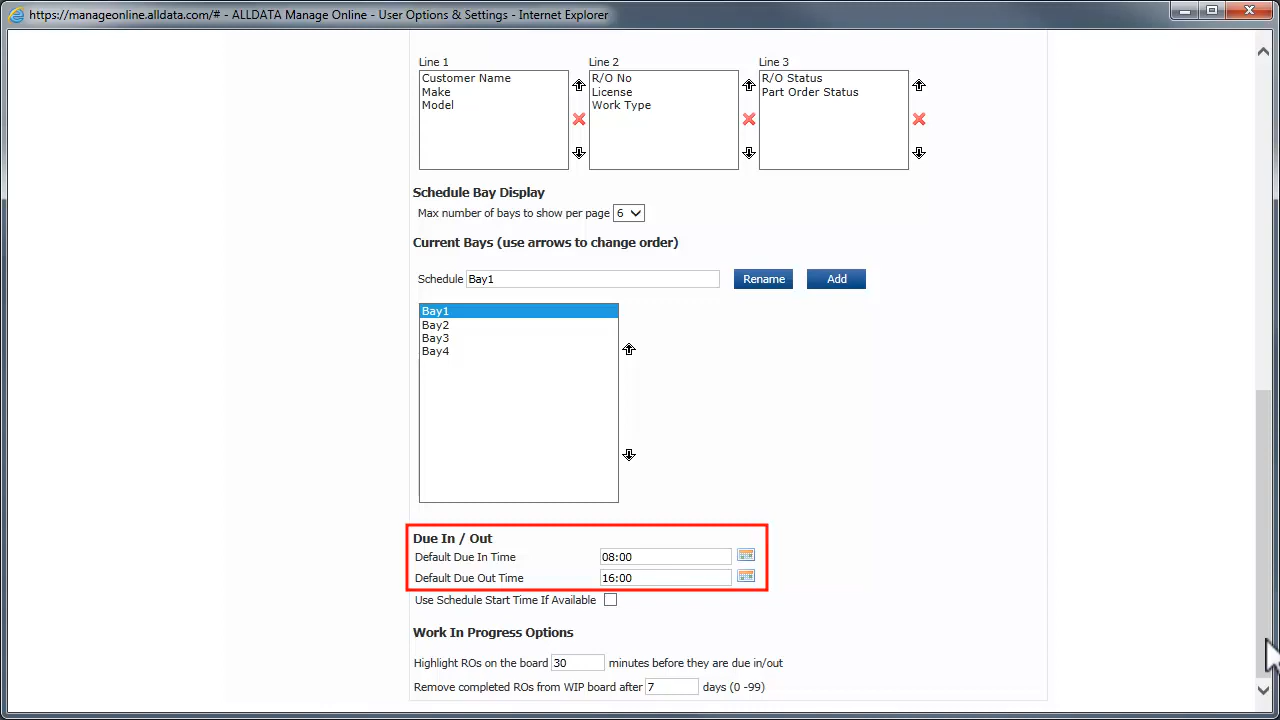 https://manageonline.alldata.com/# - ALLDATA Manage Online - User Options & Settings - Internet Explorer
Line 1 Line 2 Line 3
Customer Name R/O No R/O Status
Make License Part Order Status
Model Work Type
Schedule Bay Display
Max number of bays to show per page 6
Current Bays (use arrows to change order)
Schedule Bay1 Rename Add
Bay1
Bay2
Bay3
Bay4
Due In / Out
Default Due In Time 08:00
Default Due Out Time 16:00
Use Schedule Start Time If Available
Work In Progress Options
Highlight ROs on the board 30 minutes before they are due in/out
Remove completed ROs from WIP board after 7 days (0 -99)